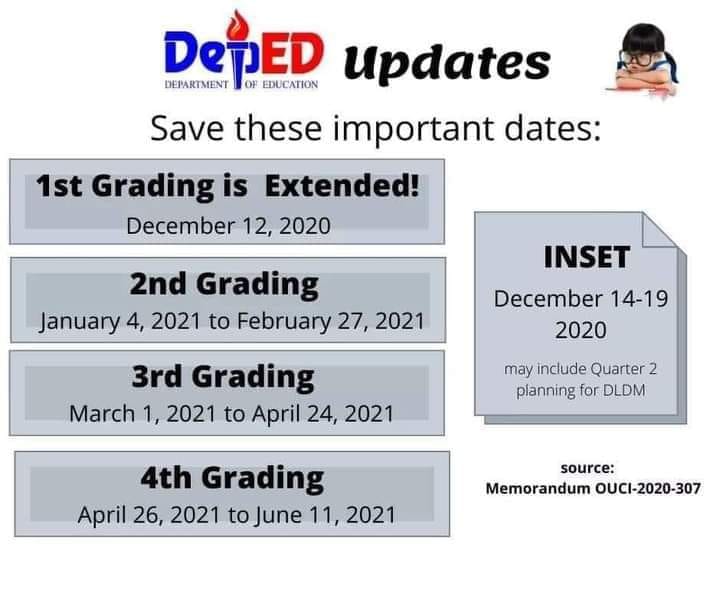 DepED Updates
DEPARTMENT OF EDUCATION
Save these important dates:
1st Grading is Extended!
December 12, 2020
2nd Grading
January 4, 2021 to February 27, 2021
3rd Grading
March 1, 2021 to April 24, 2021
4th Grading
April 26, 2021 to June 11, 2021
INSET
December 14-19
2020
may include Quarter 2
planning for DLDM
source:
Memorandum OUCI-2020-307